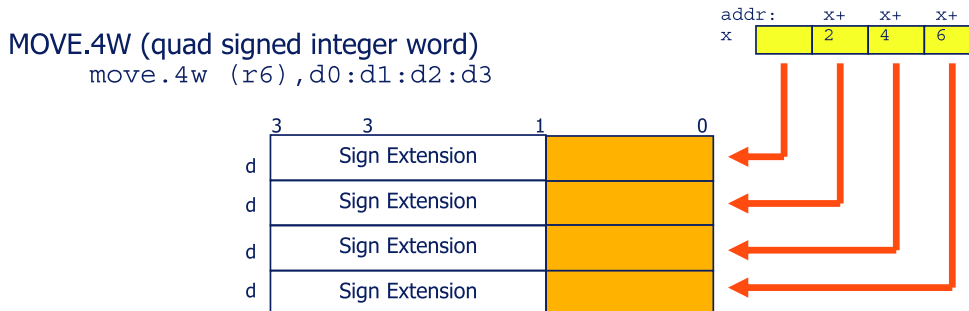 addr: x+ x+ x+
x 2 4 6
MOVE.4W (quad signed integer word)
move.4w (r6),d0:d1:d2:d3
3 3 1 0
d Sign Extension
d Sign Extension
d Sign Extension
d Sign Extension